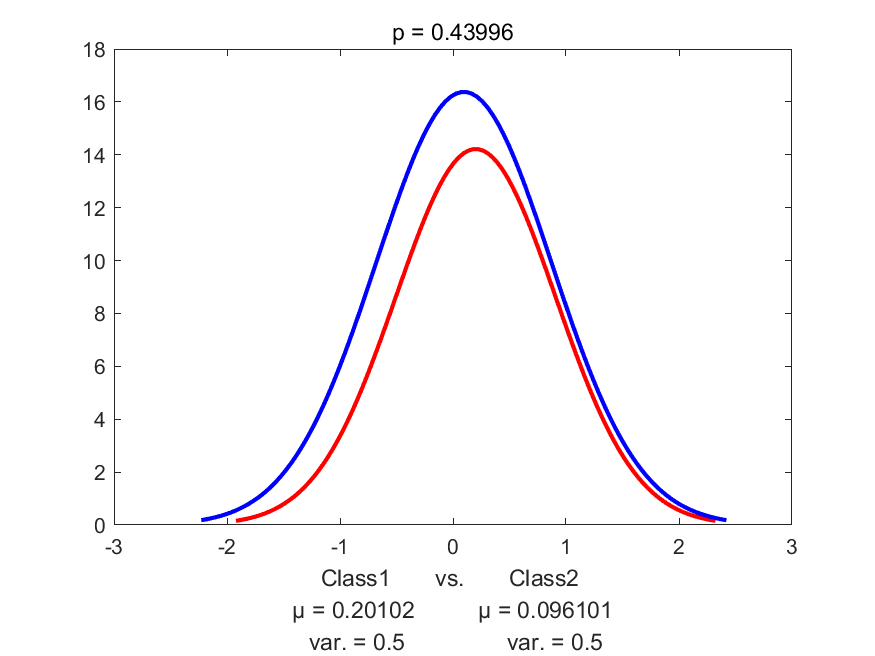 p = 0.43996
18
16
14
12
10
8
6
4
2
0
-3 -2 -1 0 1 2 3
Class1 vs. Class2
μ = 0.20102 μ = 0.096101
var. = 0.5 var. = 0.5